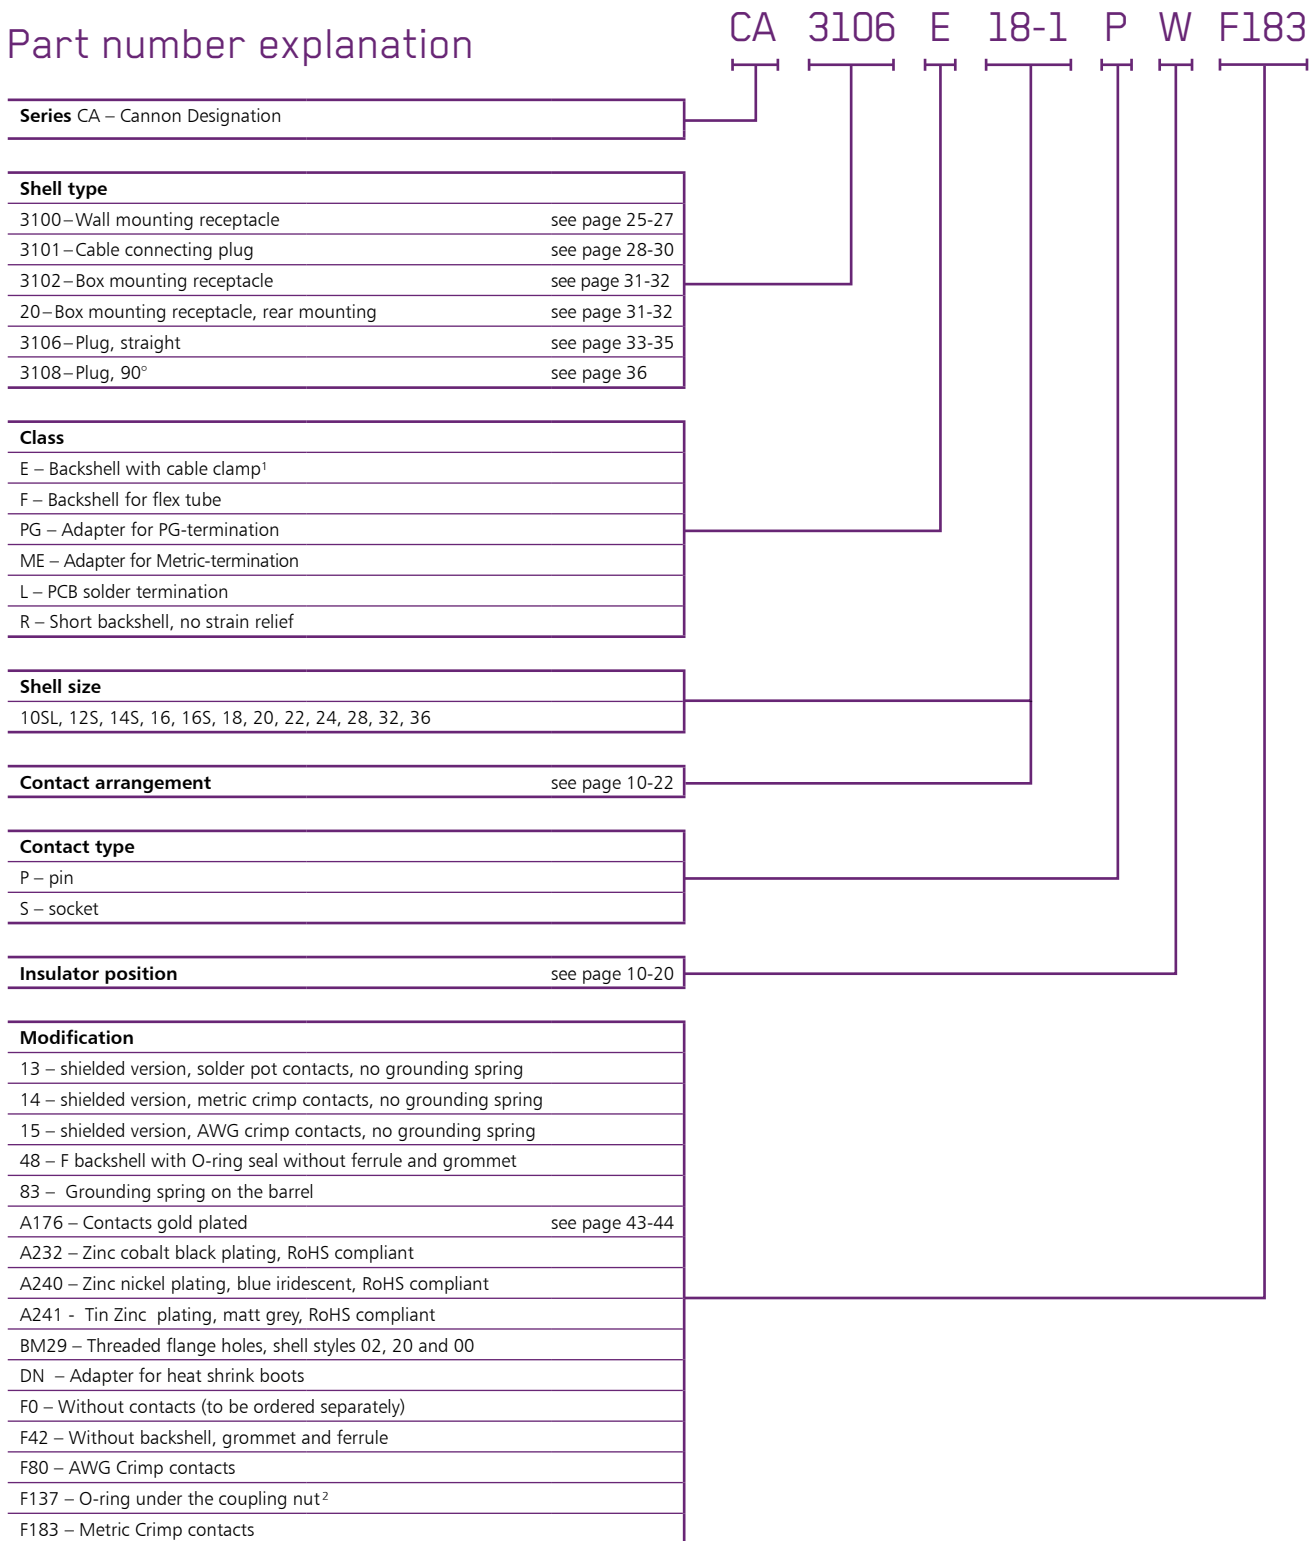 Part number explanation
CA 3106 E 18-1 P W F183
Series CA – Cannon Designation
Shell type
3100–Wall mounting receptacle see page 25-27
3101–Cable connecting plug see page 28-30
3102–Box mounting receptacle see page 31-32
20–Box mounting receptacle, rear mounting see page 31-32
3106–Plug, straight see page 33-35
3108–Plug, 90° see page 36
Class
E – Backshell with cable clamp¹
F – Backshell for flex tube
PG – Adapter for PG-termination
ME – Adapter for Metric-termination
L – PCB solder termination
R – Short backshell, no strain relief
Shell size
10SL, 12S, 14S, 16, 16S, 18, 20, 22, 24, 28, 32, 36
Contact arrangement see page 10-22
Contact type
P – pin
S – socket
Insulator position see page 10-20
Modification
13 – shielded version, solder pot contacts, no grounding spring
14 – shielded version, metric crimp contacts, no grounding spring
15 – shielded version, AWG crimp contacts, no grounding spring
48 – F backshell with O-ring seal without ferrule and grommet
83 – Grounding spring on the barrel
A176 – Contacts gold plated see page 43-44
A232 – Zinc cobalt black plating, RoHS compliant
A240 – Zinc nickel plating, blue iridescent, RoHS compliant
A241 - Tin Zinc plating, matt grey, RoHS compliant
BM29 – Threaded flange holes, shell styles 02, 20 and 00
DN – Adapter for heat shrink boots
F0 – Without contacts (to be ordered separately)
F42 – Without backshell, grommet and ferrule
F80 – AWG Crimp contacts
F137 – O-ring under the coupling nut²
F183 – Metric Crimp contacts